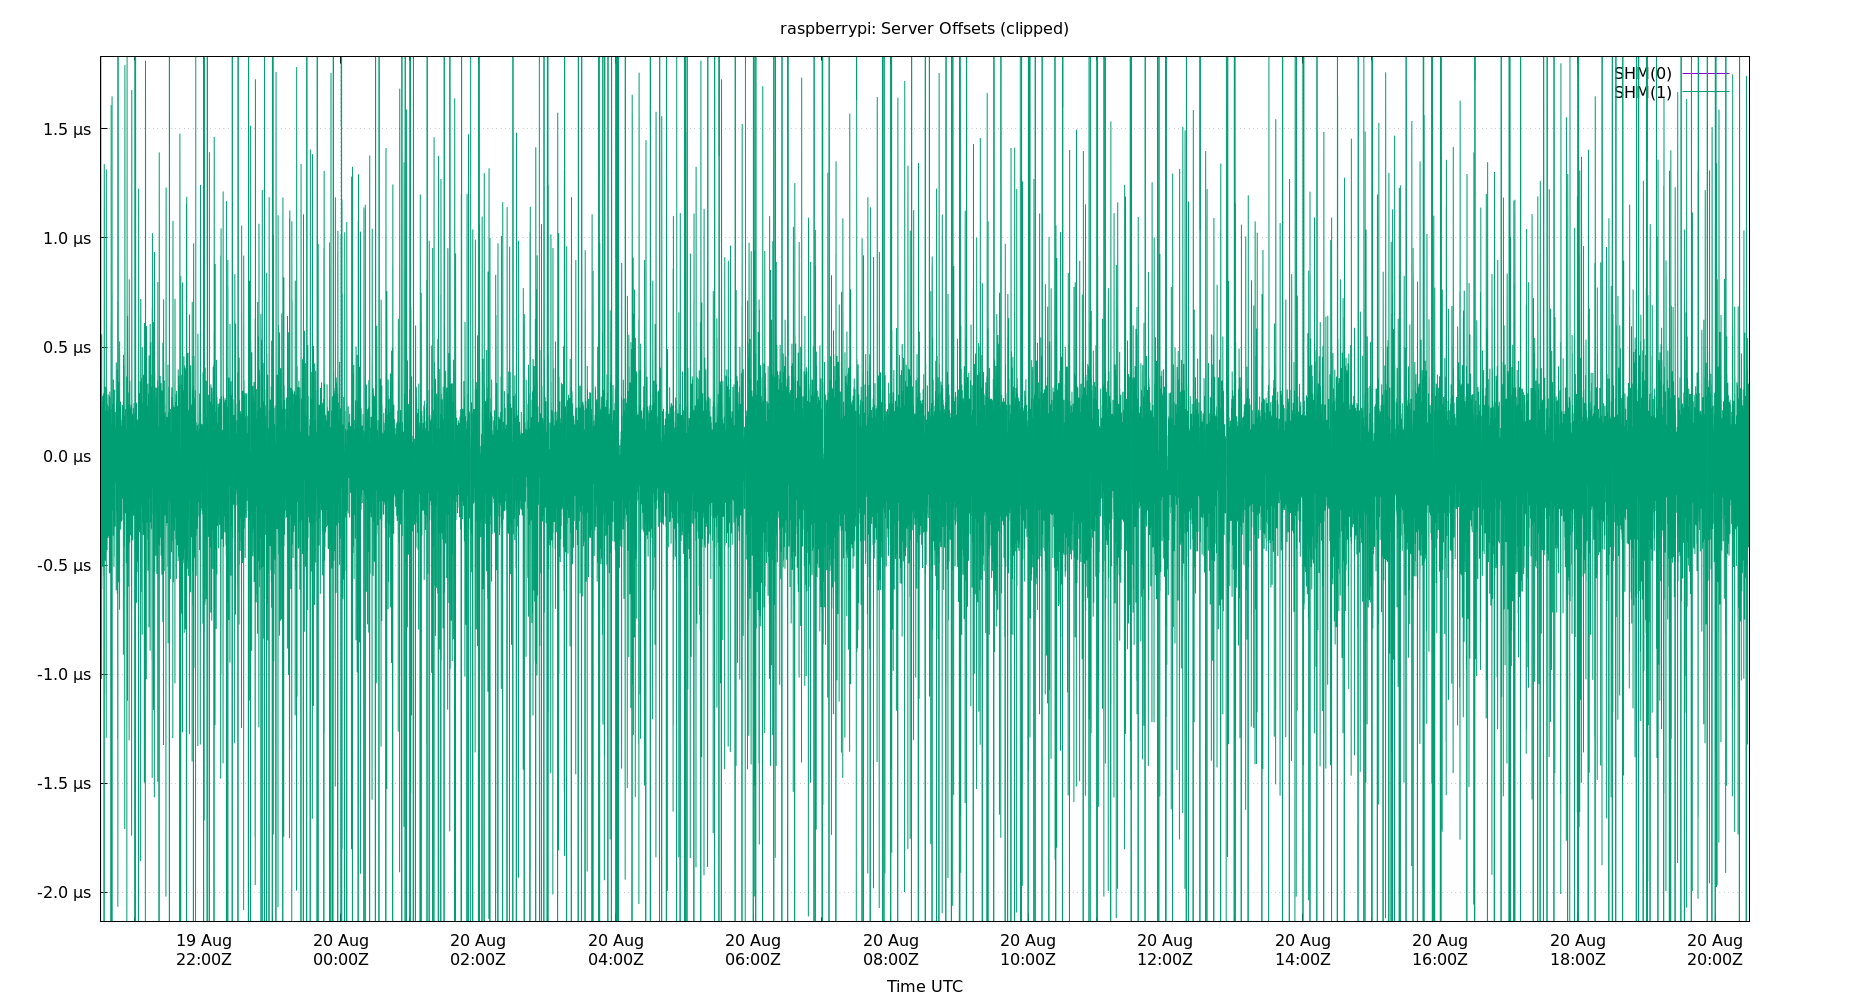 raspberrypi: Server Offsets (clipped)
SHM(0)
SHM(1)
1.5 µs
1.0 µs
0.5 µs
0.0 µs
-0.5 µs
-1.0 µs
-1.5 µs
-2.0 µs
19 Aug 20 Aug 20 Aug 20 Aug 20 Aug 20 Aug 20 Aug 20 Aug 20 Aug 20 Aug 20 Aug 20 Aug
22:00Z 00:00Z 02:00Z 04:00Z 06:00Z 08:00Z 10:00Z 12:00Z 14:00Z 16:00Z 18:00Z 20:00Z
Time UTC